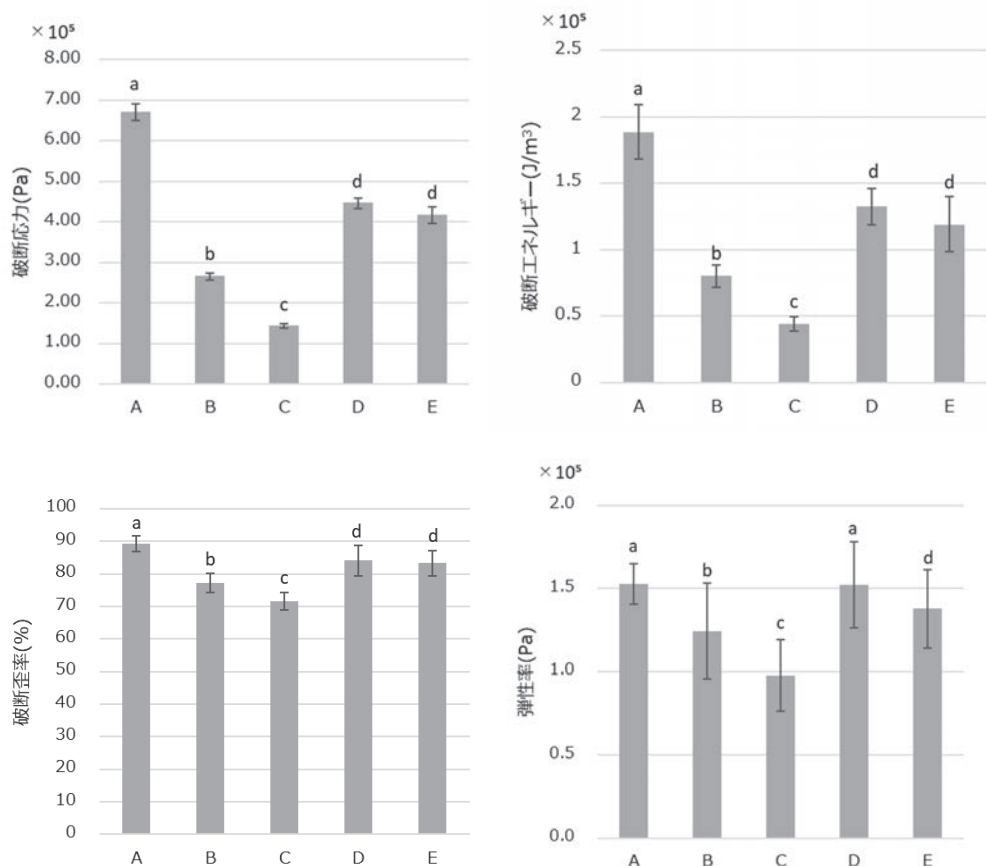 × 10⁵
破断応力(Pa)
8.00
7.00
6.00
5.00
4.00
3.00
2.00
1.00
0.00
a
b
c
d
d
A B C D E
× 10⁵
破断エネルギー(J/m³)
2.5
2
1.5
1
0.5
0
a
b
c
d
d
A B C D E
破断歪率(%)
100
90
80
70
60
50
40
30
20
10
0
a
b
c
d
d
A B C D E
× 10⁵
弾性率(Pa)
2.0
1.5
1.0
0.5
0.0
a
b
c
a
d
A B C D E